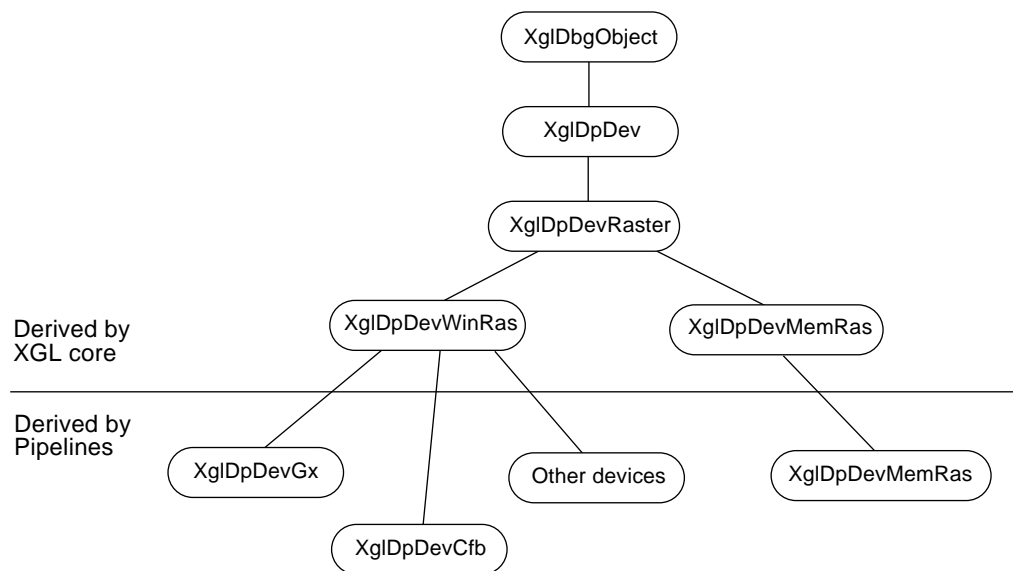 XglDbgObject
XglDpDev
XglDpDevRaster
XglDpDevWinRas
XglDpDevMemRas
Derived by
XGL core
Derived by
Pipelines
XglDpDevGx
Other devices
XglDpDevMemRas
XglDpDevCfb